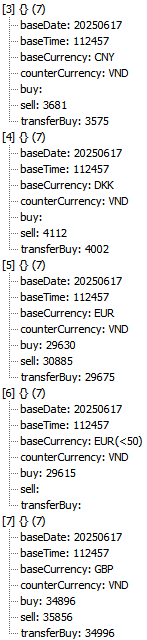 [3] {} (7)
baseDate: 20250617
baseTime: 112457
baseCurrency: CNY
counterCurrency: VND
buy:
sell: 3681
transferBuy: 3575
[4] {} (7)
baseDate: 20250617
baseTime: 112457
baseCurrency: DKK
counterCurrency: VND
buy:
sell: 4112
transferBuy: 4002
[5] {} (7)
baseDate: 20250617
baseTime: 112457
baseCurrency: EUR
counterCurrency: VND
buy: 29630
sell: 30885
transferBuy: 29675
[6] {} (7)
baseDate: 20250617
baseTime: 112457
baseCurrency: EUR(<50)
counterCurrency: VND
buy: 29615
sell:
transferBuy:
[7] {} (7)
baseDate: 20250617
baseTime: 112457
baseCurrency: GBP
counterCurrency: VND
buy: 34896
sell: 35856
transferBuy: 34996